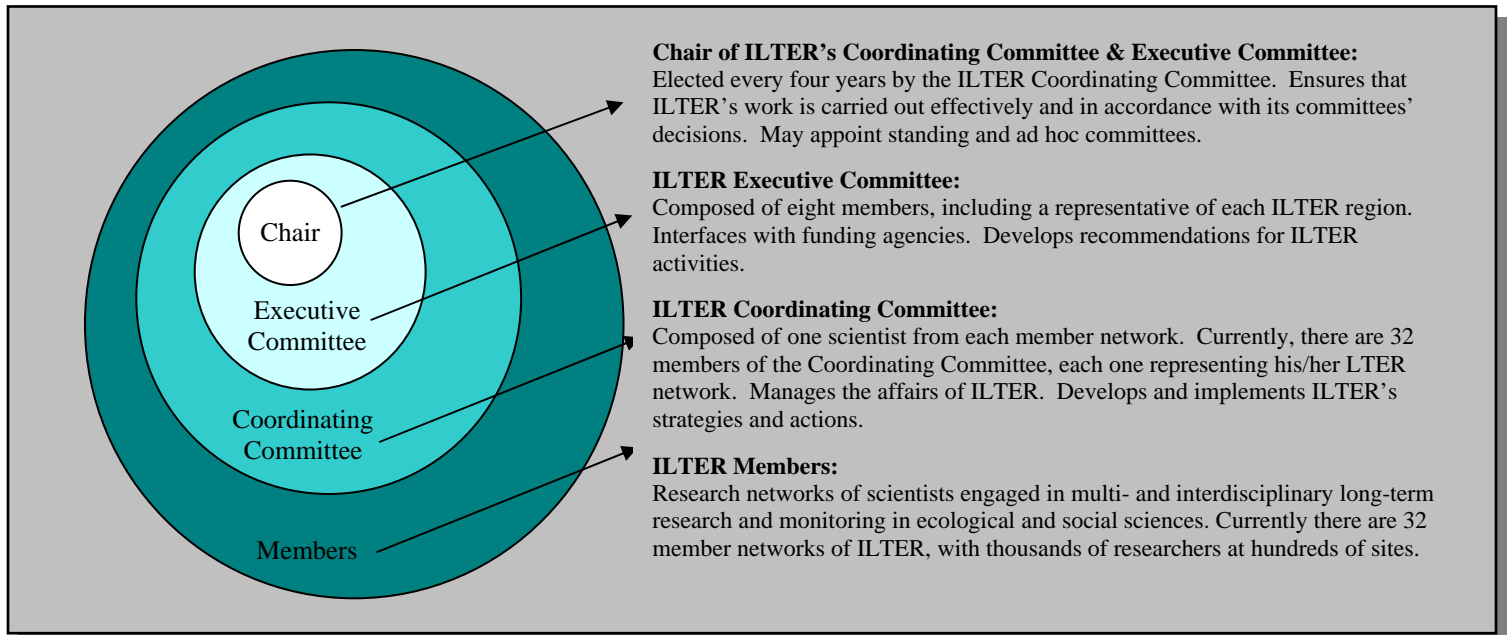 Chair
Executive
Committee
Coordinating
Committee
Members
Chair of ILTER’s Coordinating Committee & Executive Committee:
Elected every four years by the ILTER Coordinating Committee.  Ensures that
ILTER’s work is carried out effectively and in accordance with its committees’
decisions.  May appoint standing and ad hoc committees.
ILTER Executive Committee:
Composed of eight members, including a representative of each ILTER region.
Interfaces with funding agencies.  Develops recommendations for ILTER
activities.
ILTER Coordinating Committee:
Composed of one scientist from each member network.  Currently, there are 32
members of the Coordinating Committee, each one representing his/her LTER
network.  Manages the affairs of ILTER.  Develops and implements ILTER’s
strategies and actions.
ILTER Members:
Research networks of scientists engaged in multi- and interdisciplinary long-term
research and monitoring in ecological and social sciences. Currently there are 32
member networks of ILTER, with thousands of researchers at hundreds of sites.